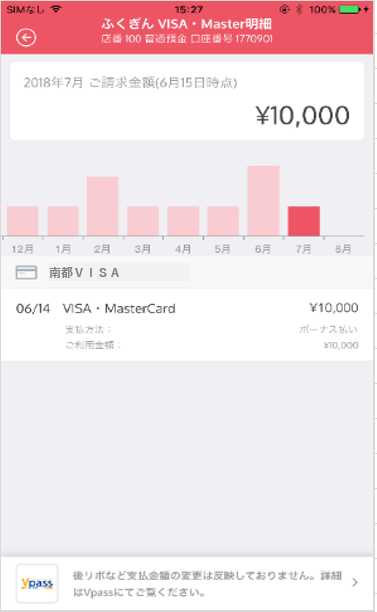 SIMなし 15:27 100%
ふくぎん VISA・Master明細
店番 100 普通預金 口座番号 1770901
2018年7月 ご請求金額(6月15日時点)
¥10,000
12月 1月 2月 3月 4月 5月 6月 7月 8月
南都ＶＩＳＡ
06/14 VISA・MasterCard ¥10,000
支払方法： ボーナス払い
ご利用金額： ¥10,000
Vpass
後リボなど支払金額の変更は反映しておりません。詳細
はVpassにてご覧ください。